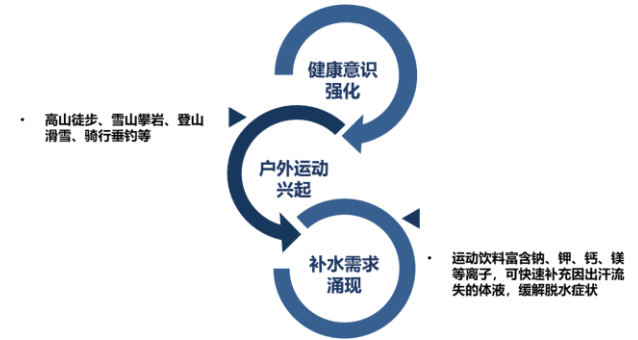 健康意识
强化
• 高山徒步、雪山攀岩、登山
滑雪、骑行垂钓等
户外运动
兴起
补水需求
涌现
• 运动饮料富含钠、钾、钙、镁
等离子，可快速补充因出汗流
失的体液，缓解脱水症状